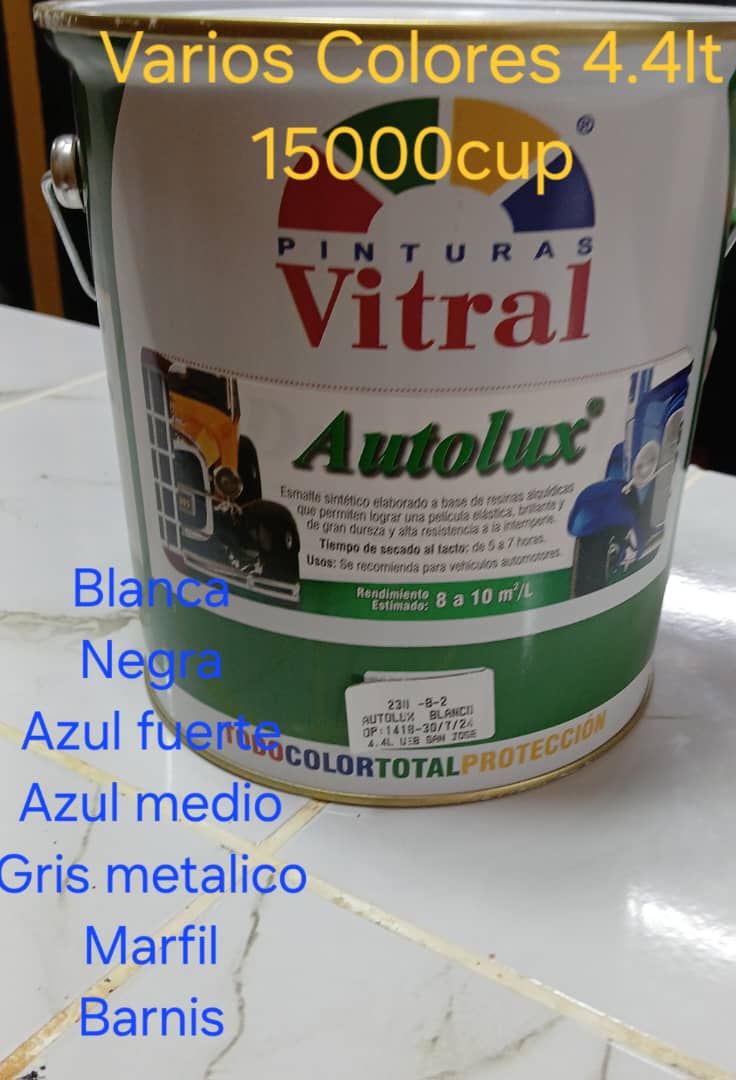 Varios Colores 4.4lt
15000cup
®
PINTURAS
Vitral
Autolux®
Esmalte sintético elaborado a base de resinas alquídicas
que permiten lograr una película elástica, brillante y
de gran dureza y alta resistencia a la intemperie.
Tiempo de secado al tacto: de 5 a 7 horas.
Usos: Se recomienda para vehículos automotores.
Rendimiento
Estimado: 8 a 10 m²/L
Blanca
Negra
Azul fuerte
Azul medio
Gris metalico
Marfil
Barnis
2311 -B-2
AUTOLUX BLANCO
OP:1418-30/7/24
4.4L UEB SAN JOSE
TODOCOLORTOTALPROTECCIÓN